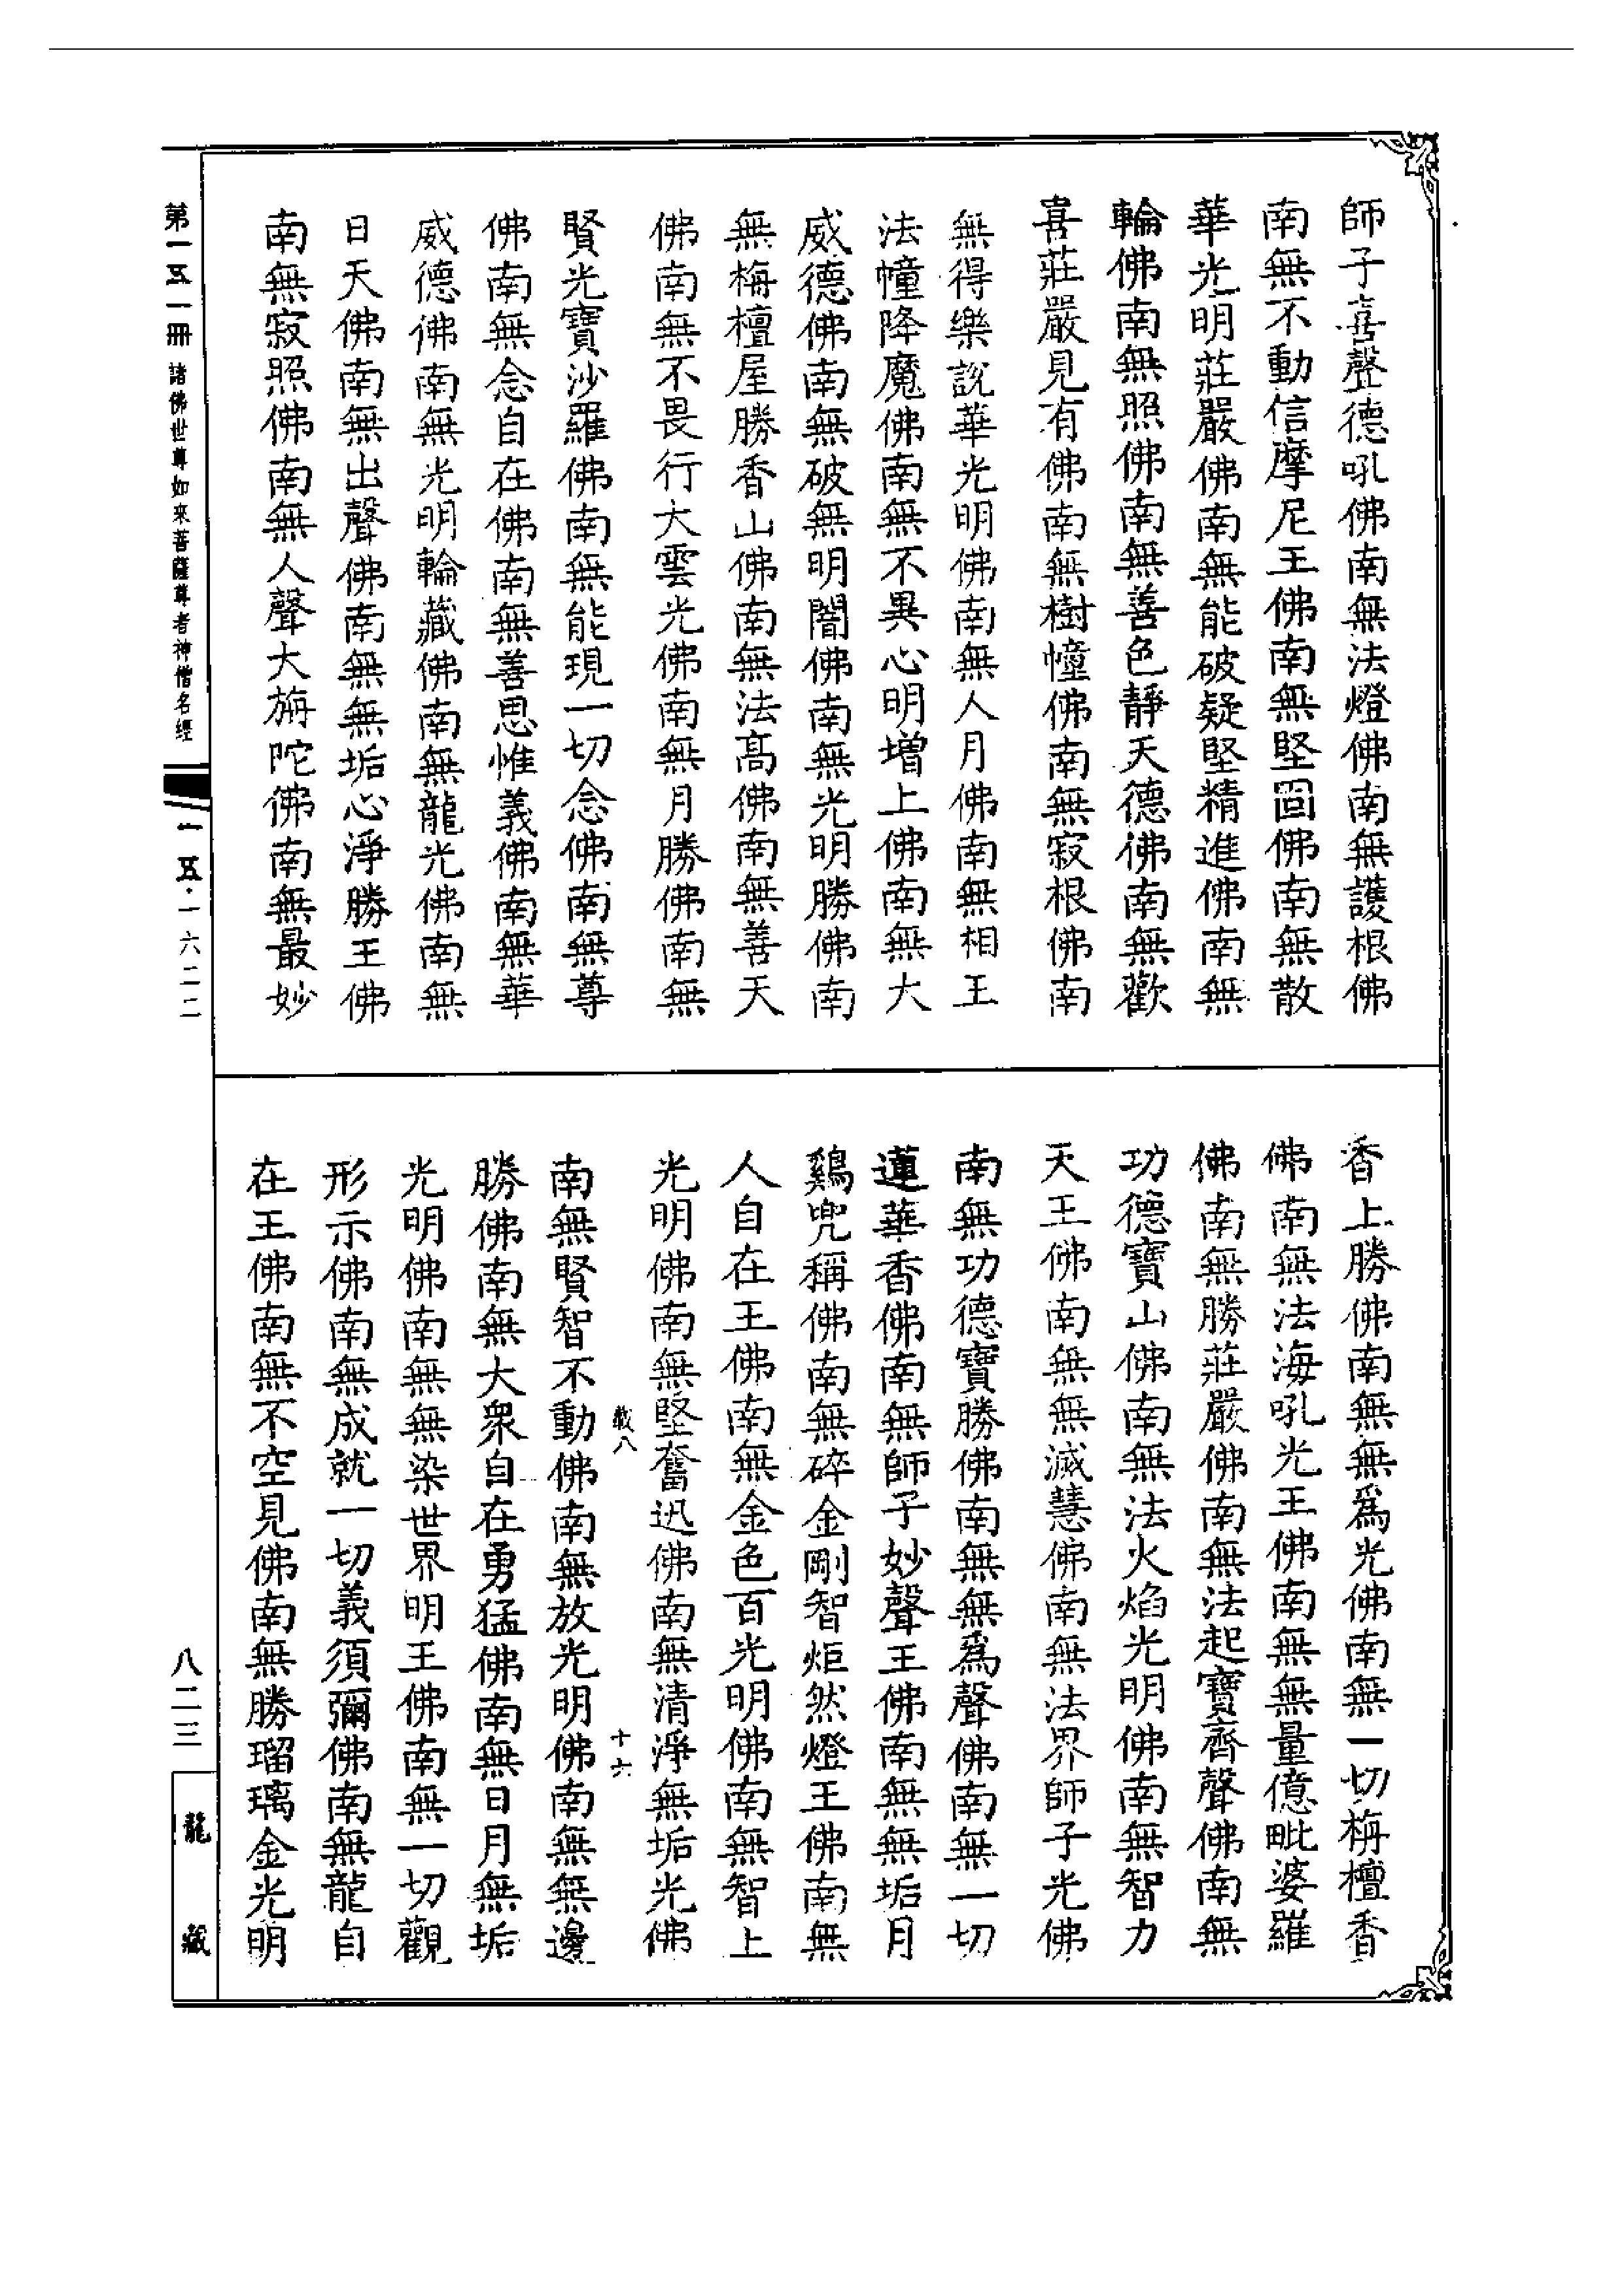 師子喜聲德吼佛南無法燈佛南無護根佛
南無不動信摩尼王佛南無堅固佛南無散
華光明莊嚴佛南無能破疑堅精進佛南無
輪佛南無照佛南無善色靜天德佛南無歡
喜莊嚴見有佛南無樹幢佛南無寂根佛南
無得樂說華光明佛南無人月佛南無相王
法幢降魔佛南無不異心明增上佛南無大
威德佛南無破無明闇佛南無光明勝佛南
無梅檀屋勝香山佛南無法髙佛南無善天
佛南無不畏行大雲光佛南無月勝佛南無
賢光寶沙羅佛南無能現一切念佛南無尊
佛南無念自在佛南無善思惟義佛南無華
威德佛南無光明輪藏佛南無龍光佛南無
日天佛南無出聲佛南無無垢心淨勝王佛
南無寂照佛南無人聲大旃陀佛南無最妙
香上勝佛南無無爲光佛南無一切栴檀香
佛南無法海吼光王佛南無無量億毗婆羅
佛南無勝莊嚴佛南無法起寶齊聲佛南無
功德寶山佛南無法火焰光明佛南無智力
天王佛南無無滅慧佛南無法界師子光佛
南無功德寶勝佛南無無爲聲佛南無一切
蓮華香佛南無師子妙聲王佛南無無垢月
鷄兜稱佛南無碎金剛智炬然燈王佛南無
人自在王佛南無金色百光明佛南無智上
光明佛南無堅奮迅佛南無清淨無垢光佛
載八 十六
南無賢智不動佛南無放光明佛南無無邊
勝佛南無大衆自在勇猛佛南無日月無垢
光明佛南無無染世界明王佛南無一切觀
形示佛南無成就一切義須彌佛南無龍自
在王佛南無不空見佛南無勝瑠璃金光明
第一五一冊 諸佛世尊如來菩薩尊者神僧名經 一五·一六二二
八二三 龍藏